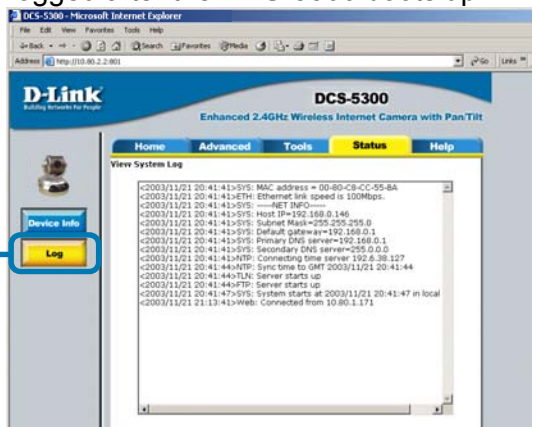 DCS-5300 - Microsoft Internet Explorer
File Edit View Favorites Tools Help
Back Search Favorites Media
Address http://10.80.2.2:801 Go Links
D-Link
Building Networks for People
DCS-5300
Enhanced 2.4GHz Wireless Internet Camera with Pan/Tilt
Home Advanced Tools Status Help
View System Log
Device Info
Log
<2003/11/21 20:41:41>SYS: MAC address = 00-80-C8-CC-55-8A
<2003/11/21 20:41:41>ETH: Ethernet link speed is 100Mbps.
<2003/11/21 20:41:41>SYS: -----NET INFO-----
<2003/11/21 20:41:41>SYS: Host IP=192.168.0.146
<2003/11/21 20:41:41>SYS: Subnet Mask=255.255.255.0
<2003/11/21 20:41:41>SYS: Default gateway=192.168.0.1
<2003/11/21 20:41:41>SYS: Primary DNS server=192.168.0.1
<2003/11/21 20:41:41>SYS: Secondary DNS server=255.0.0.0
<2003/11/21 20:41:41>NTP: Connecting time server 192.6.38.127
<2003/11/21 20:41:44>NTP: Sync time to GMT 2003/11/21 20:41:44
<2003/11/21 20:41:44>TLN: Server starts up
<2003/11/21 20:41:44>FTP: Server starts up
<2003/11/21 20:41:47>SYS: System starts at 2003/11/21 20:41:47 in local
<2003/11/21 21:13:41>Web: Connected from 10.80.1.171